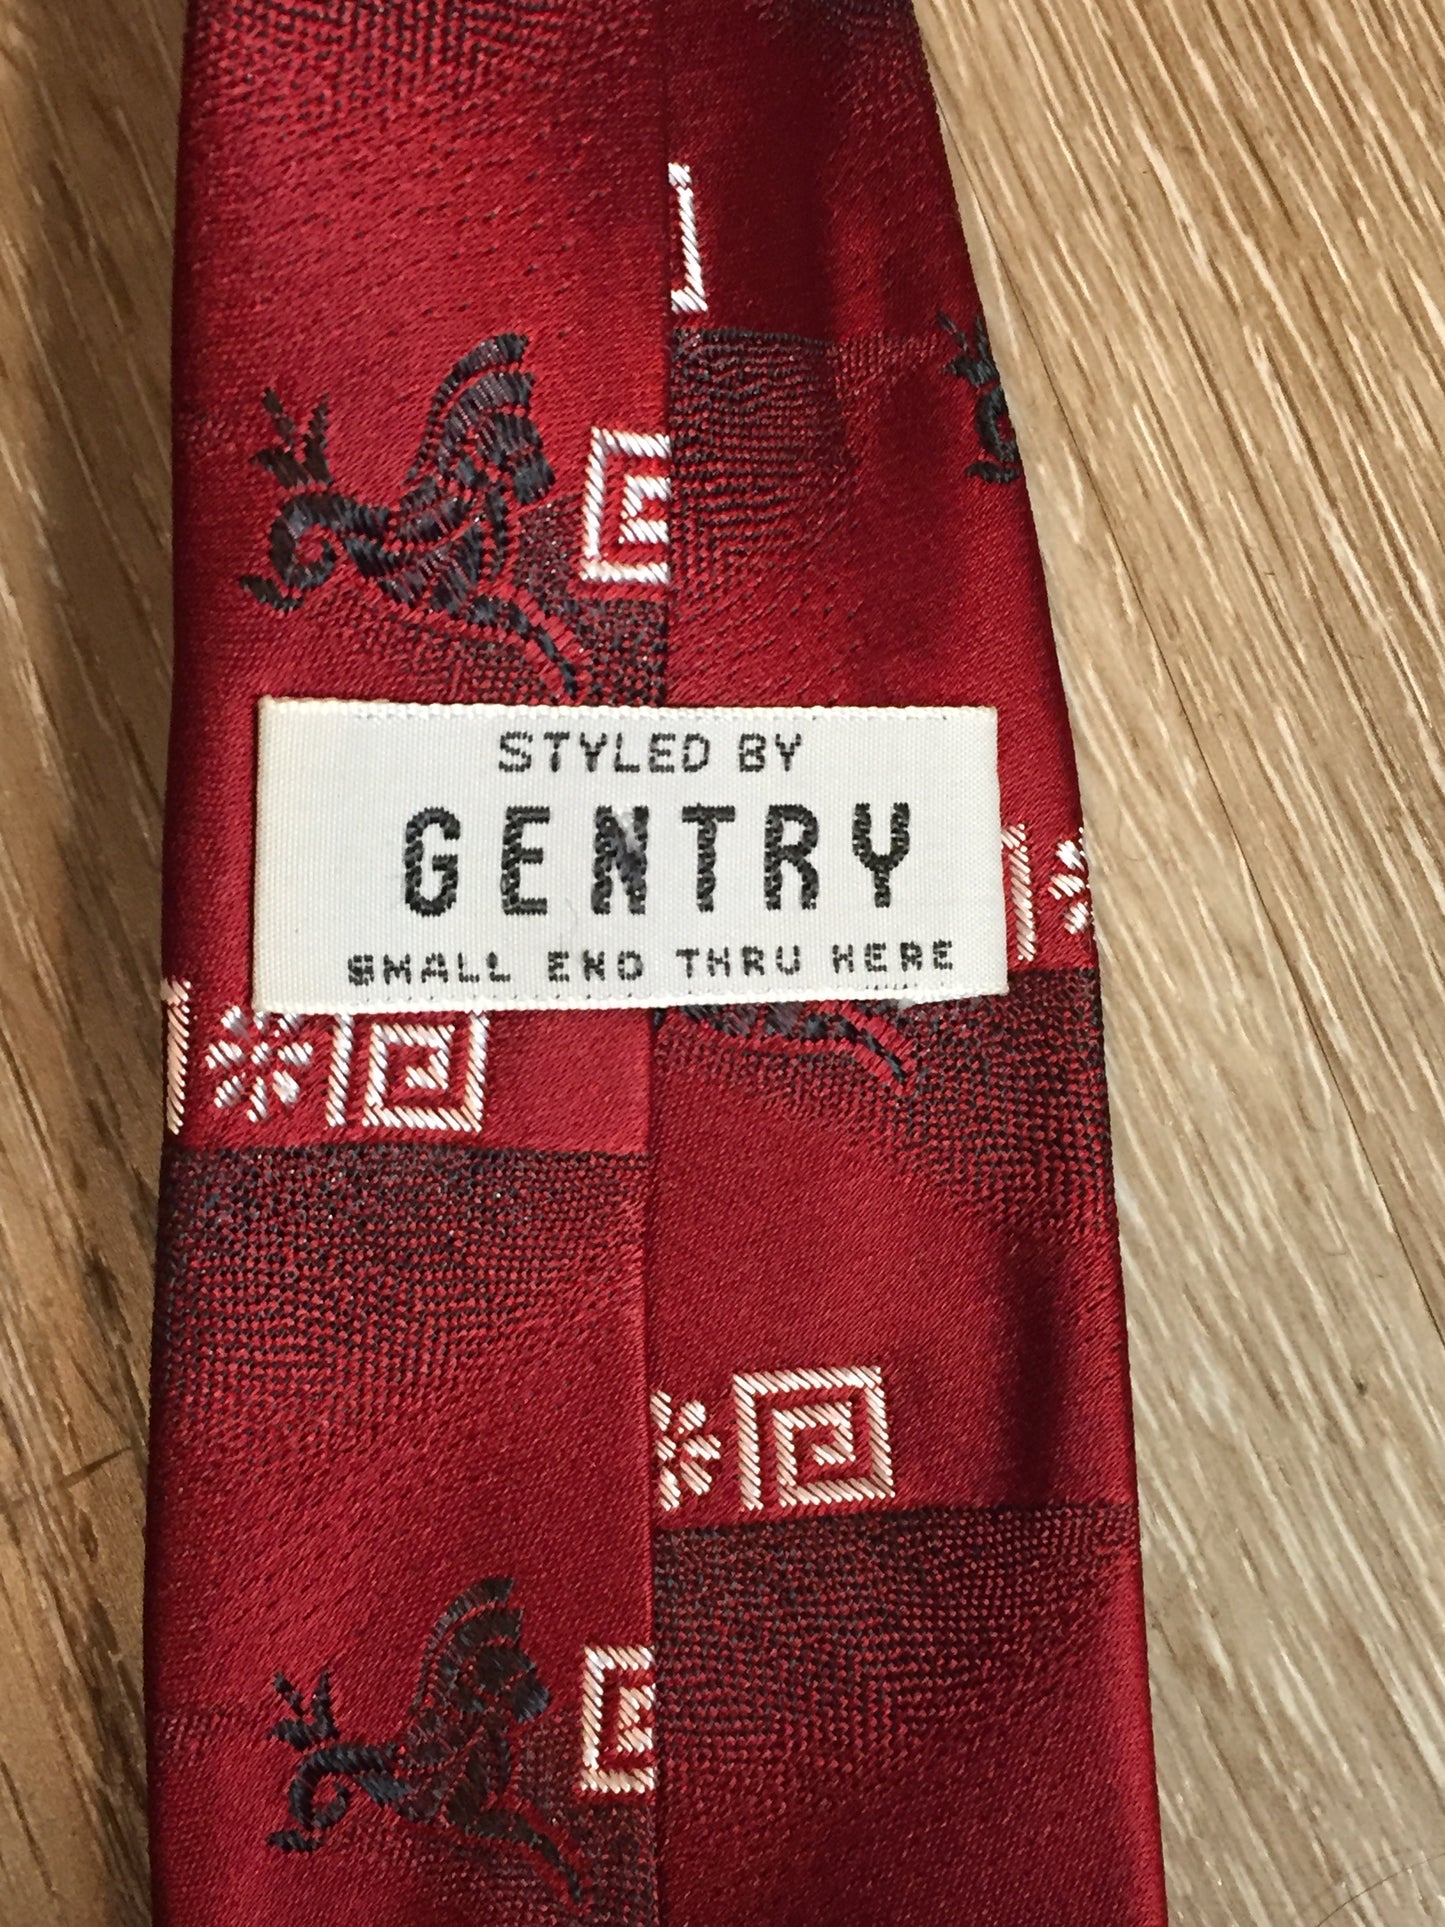 STYLED BY
GENTRY
SMALL END THRU HERE